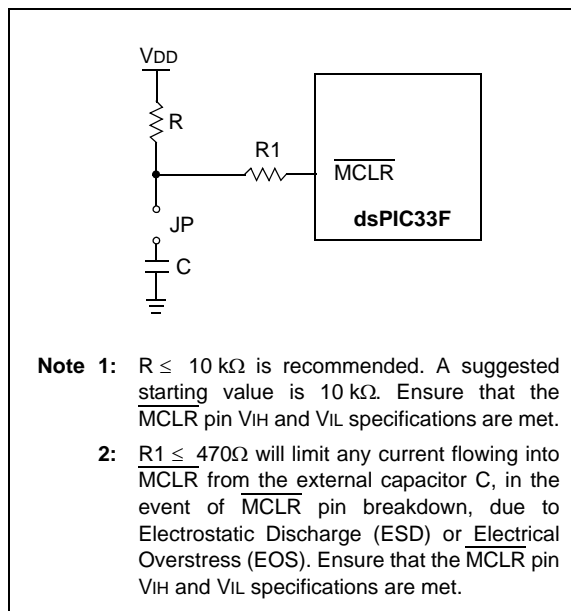 VDD
R
R1
MCLR
dsPIC33F
JP
C
Note 1: R ≤ 10 kΩ is recommended. A suggested
starting value is 10 kΩ. Ensure that the
MCLR pin VIH and VIL specifications are met.
2: R1 ≤ 470Ω will limit any current flowing into
MCLR from the external capacitor C, in the
event of MCLR pin breakdown, due to
Electrostatic Discharge (ESD) or Electrical
Overstress (EOS). Ensure that the MCLR pin
VIH and VIL specifications are met.